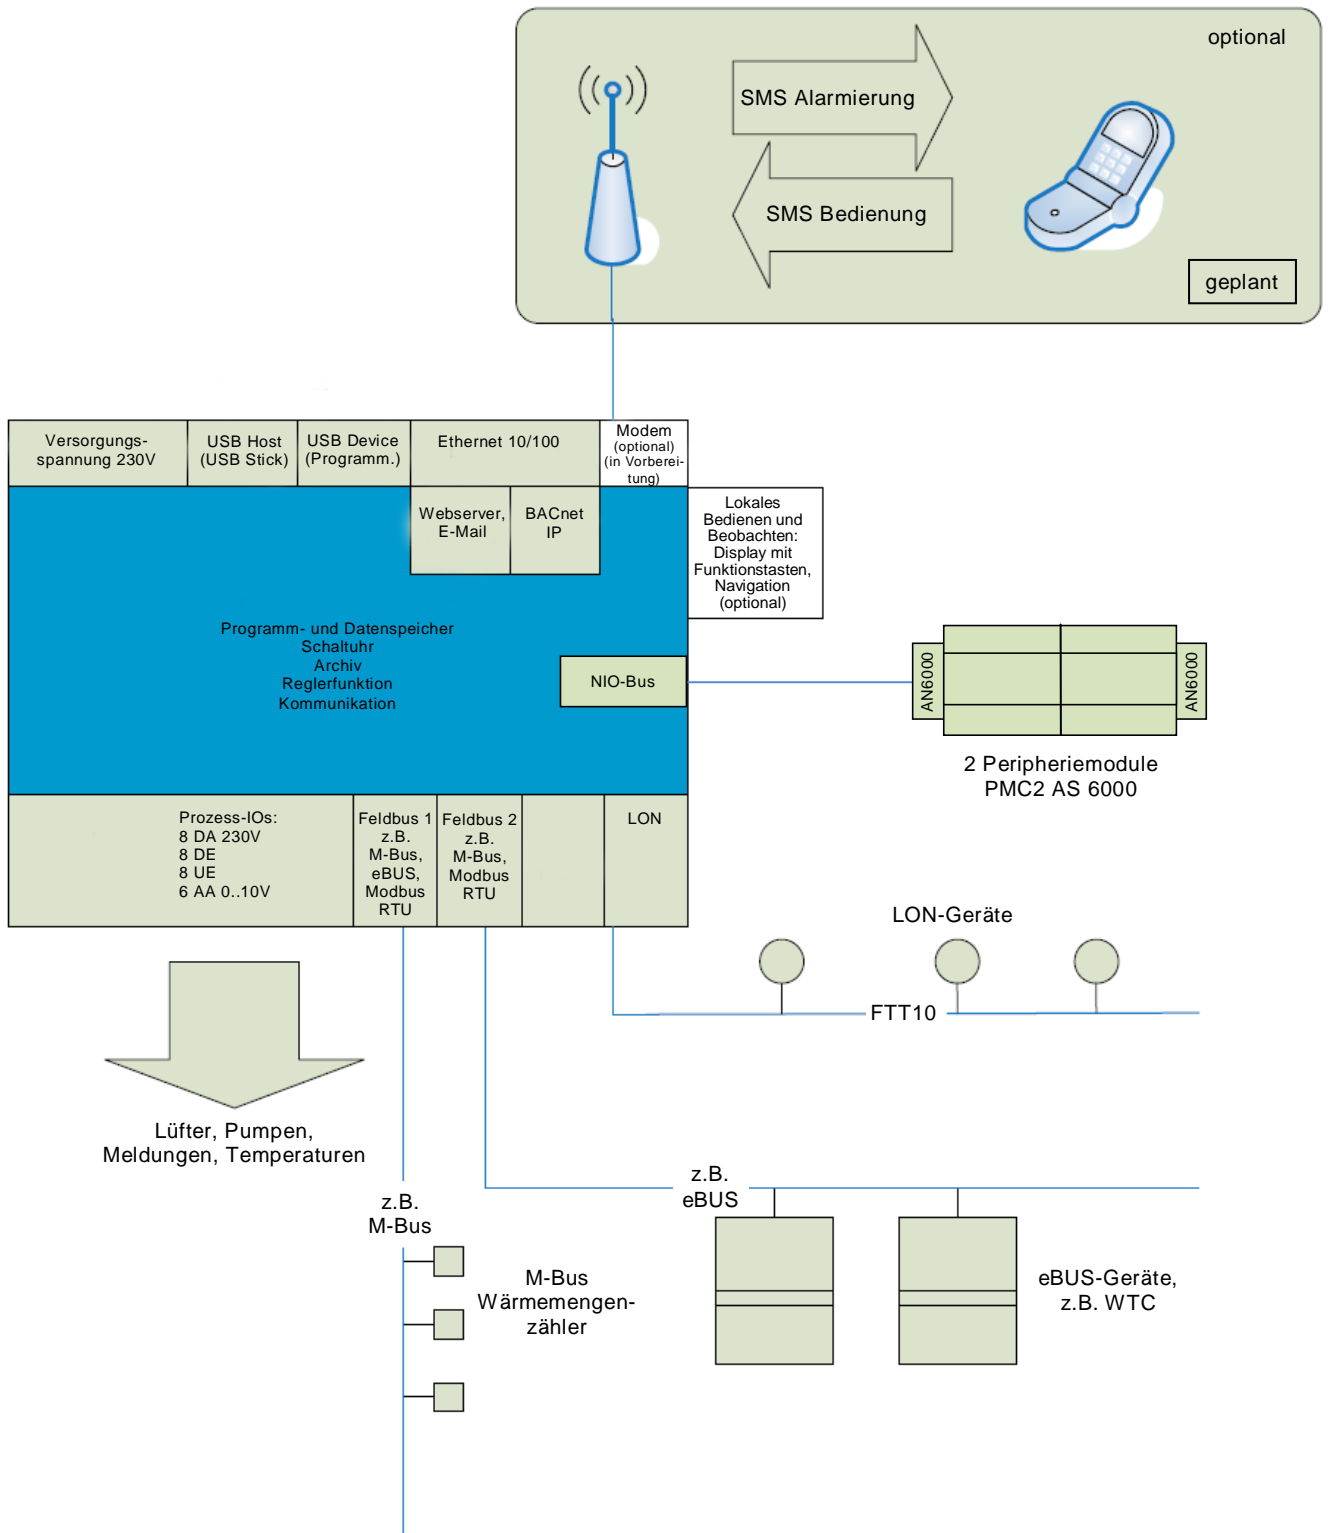 optional
SMS Alarmierung
SMS Bedienung
geplant
Versorgungs-
spannung 230V
USB Host
(USB Stick)
USB Device
(Programm.)
Ethernet 10/100
Modem
(optional)
(in Vorberei-
tung)
Webserver,
E-Mail
BACnet
IP
Lokales
Bedienen und
Beobachten:
Display mit
Funktionstasten,
Navigation
(optional)
Programm- und Datenspeicher
Schaltuhr
Archiv
Reglerfunktion
Kommunikation
NIO-Bus
AN6000
AN6000
2 Peripheriemodule
PMC2 AS 6000
Prozess-IOs:
8 DA 230V
8 DE
8 UE
6 AA 0..10V
Feldbus 1
z.B.
M-Bus,
eBUS,
Modbus
RTU
Feldbus 2
z.B.
M-Bus,
Modbus
RTU
LON
LON-Geräte
FTT10
Lüfter, Pumpen,
Meldungen, Temperaturen
z.B.
M-Bus
z.B.
eBUS
M-Bus
Wärmemengen-
zähler
eBUS-Geräte,
z.B. WTC